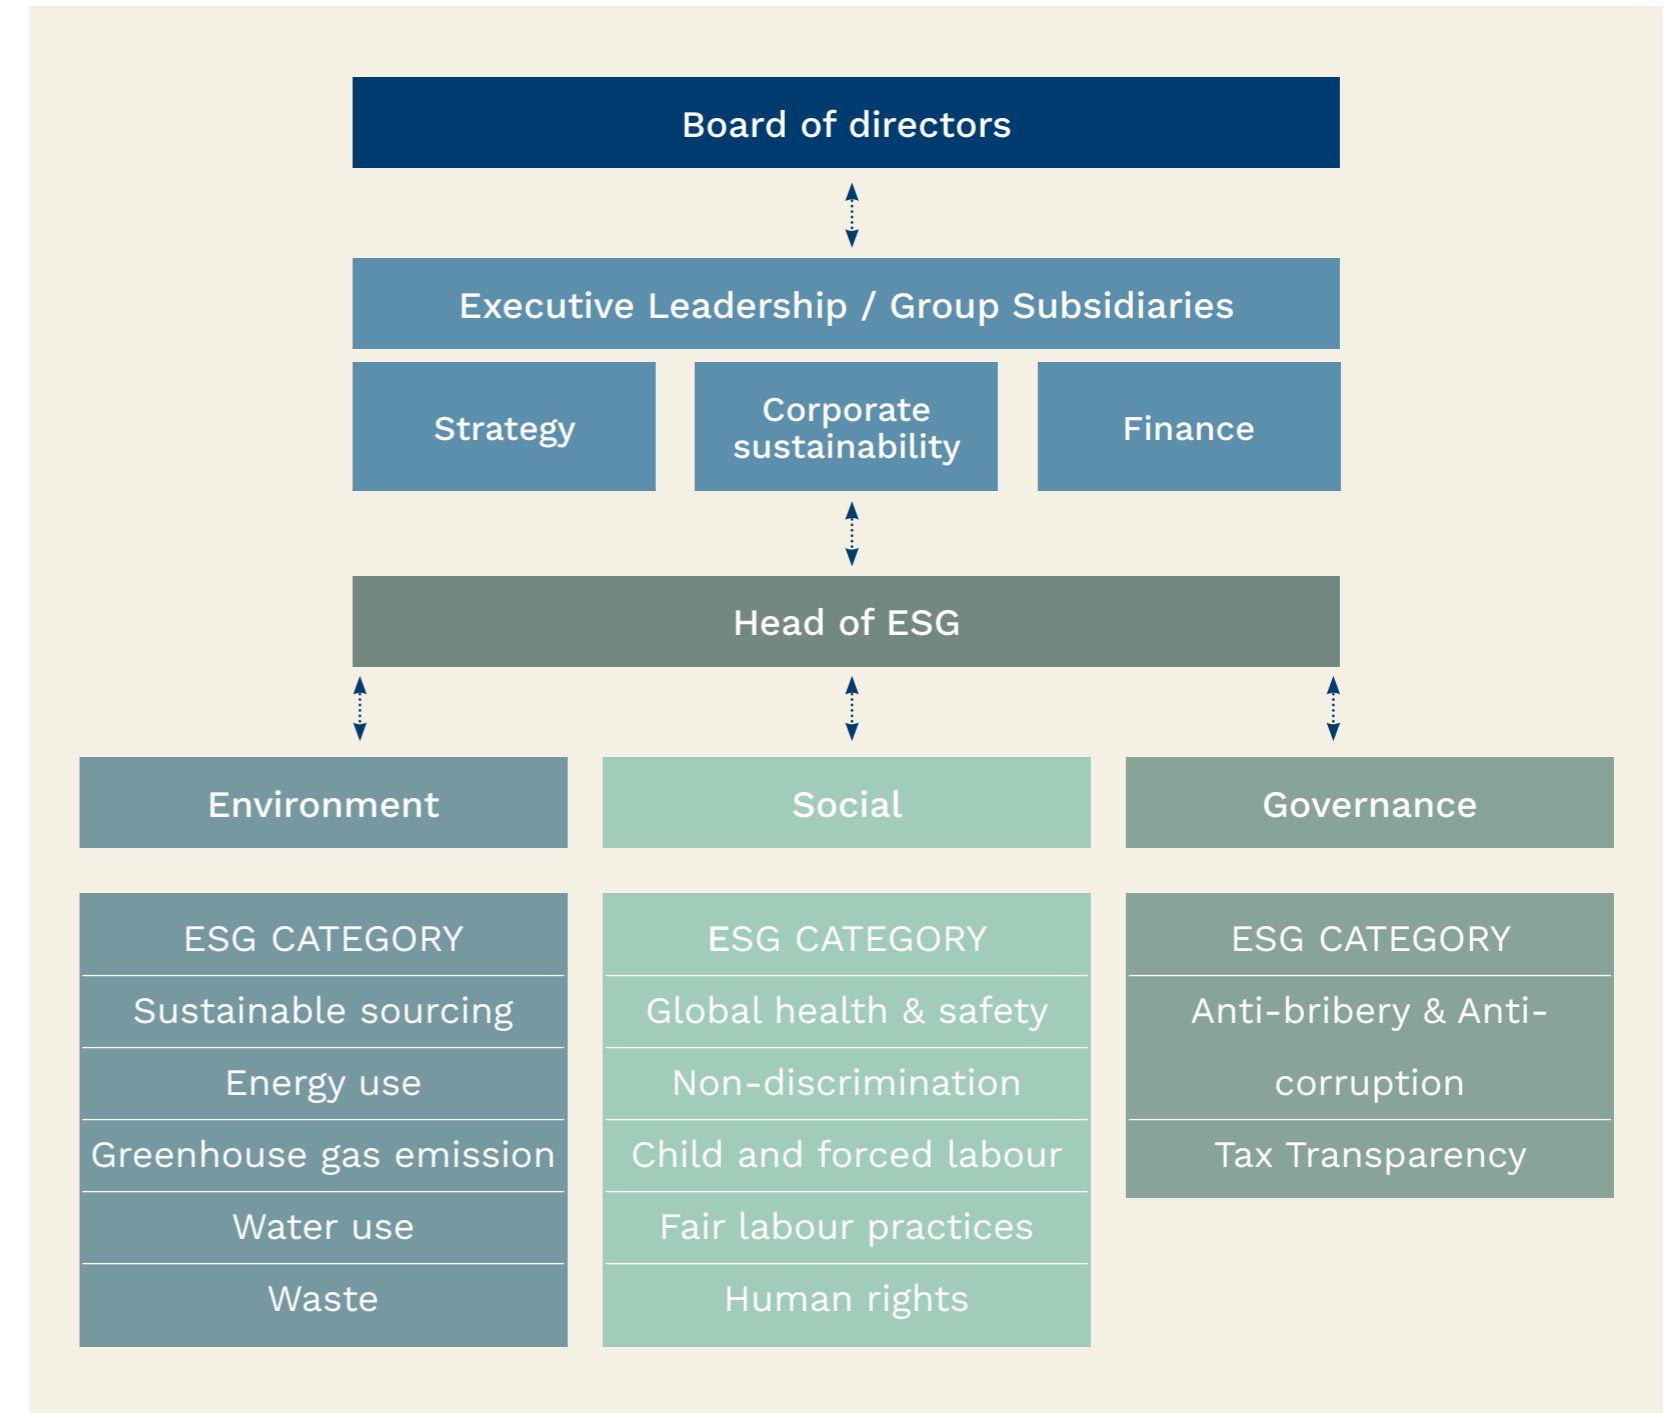 Board of directors
Executive Leadership / Group Subsidiaries
Strategy
Corporate
sustainability
Finance
Head of ESG
Environment
Social
Governance
ESG CATEGORY
Sustainable sourcing
Energy use
Greenhouse gas emission
Water use
Waste
ESG CATEGORY
Global health & safety
Non-discrimination
Child and forced labour
Fair labour practices
Human rights
ESG CATEGORY
Anti-bribery & Anti-
corruption
Tax Transparency